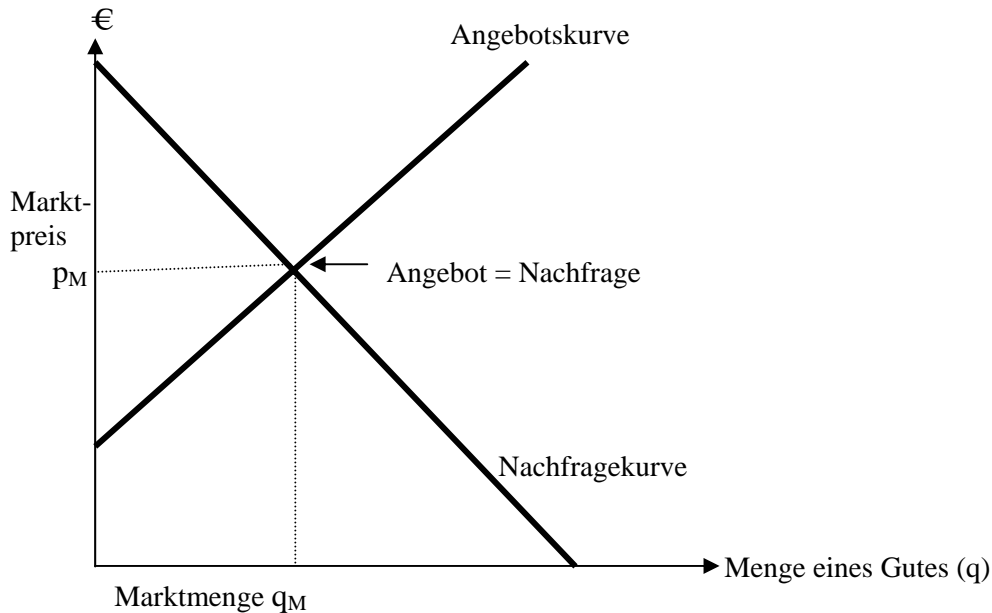 €
Angebotskurve
Markt-
preis
pM
Angebot = Nachfrage
Nachfragekurve
Menge eines Gutes (q)
Marktmenge qM